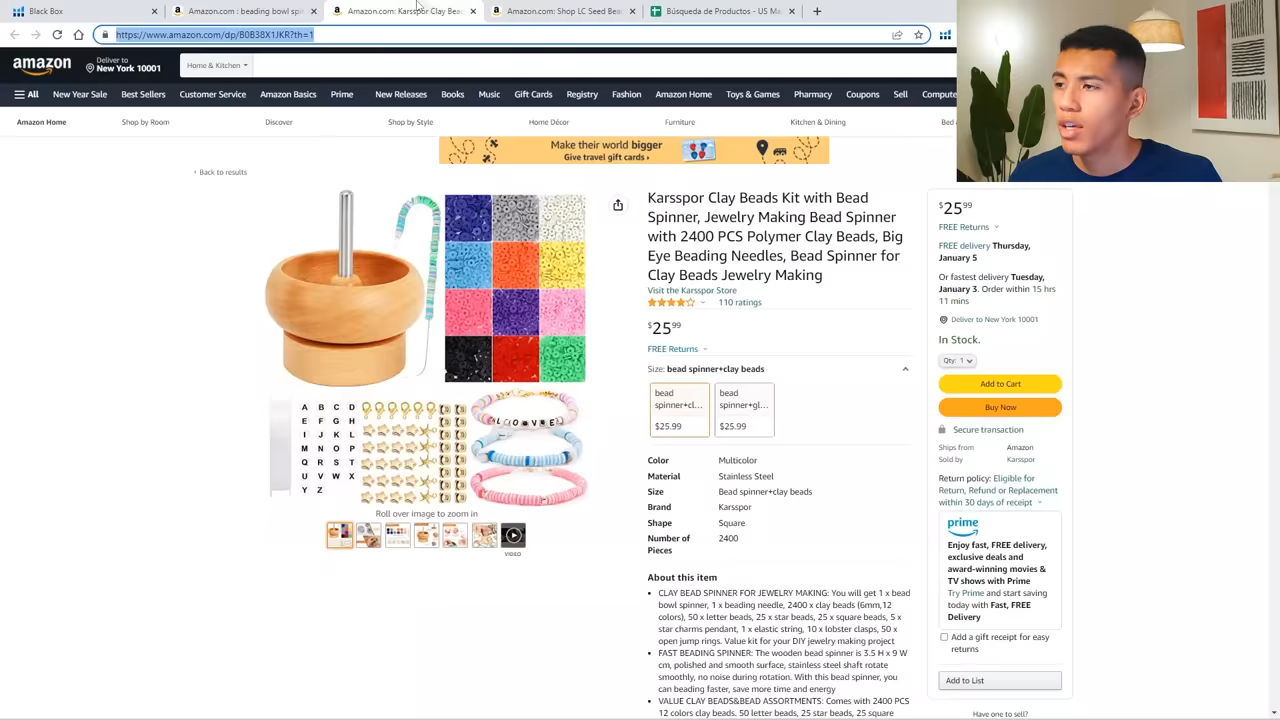 Black Box
Amazon.com : beading bowl spin
Amazon.com: Karsspor Clay Bea
Amazon.com: Shop LC Seed Bea
Búsqueda de Productos - US Ma
https://www.amazon.com/dp/B0B38X1JKR?th=1
amazon
Deliver to
New York 10001
Home & Kitchen
All
New Year Sale
Best Sellers
Customer Service
Amazon Basics
Prime
New Releases
Books
Music
Gift Cards
Registry
Fashion
Amazon Home
Toys & Games
Pharmacy
Coupons
Sell
Compute
Amazon Home
Shop by Room
Discover
Shop by Style
Home Décor
Furniture
Kitchen & Dining
Bed
Make their world bigger
Give travel gift cards ›
‹ Back to results
A B C D
E F G H
I J K L
M N O P
Q R S T
U V W X
Y Z
LOVE
Roll over image to zoom in
VIDEO
Karsspor Clay Beads Kit with Bead
Spinner, Jewelry Making Bead Spinner
with 2400 PCS Polymer Clay Beads, Big
Eye Beading Needles, Bead Spinner for
Clay Beads Jewelry Making
Visit the Karsspor Store
110 ratings
$25.99
FREE Returns
Size: bead spinner+clay beads
bead
spinner+cl...
$25.99
bead
spinner+gl...
$25.99
Color Multicolor
Material Stainless Steel
Size Bead spinner+clay beads
Brand Karsspor
Shape Square
Number of 2400
Pieces
About this item
• CLAY BEAD SPINNER FOR JEWELRY MAKING: You will get 1 x bead
bowl spinner, 1 x beading needle, 2400 x clay beads (6mm,12
colors), 50 x letter beads, 25 x star beads, 25 x square beads, 5 x
star charms pendant, 1 x elastic string, 10 x lobster clasps, 50 x
open jump rings. Value kit for your DIY jewelry making project
• FAST BEADING SPINNER: The wooden bead spinner is 3.5 H x 9 W
cm, polished and smooth surface, stainless steel shaft rotate
smoothly, no noise during rotation. With this bead spinner, you
can beading faster, save more time and energy
• VALUE CLAY BEADS&BEAD ASSORTMENTS: Comes with 2400 PCS
12 colors clay beads. 50 letter beads, 25 star beads, 25 square
$25.99
FREE Returns
FREE delivery Thursday,
January 5
Or fastest delivery Tuesday,
January 3. Order within 15 hrs
11 mins
Deliver to New York 10001
In Stock.
Qty: 1
Add to Cart
Buy Now
Secure transaction
Ships from Amazon
Sold by Karsspor
Return policy: Eligible for
Return, Refund or Replacement
within 30 days of receipt
prime
Enjoy fast, FREE delivery,
exclusive deals and
award-winning movies &
TV shows with Prime
Try Prime and start saving
today with Fast, FREE
Delivery
Add a gift receipt for easy
returns
Add to List
Have one to sell?